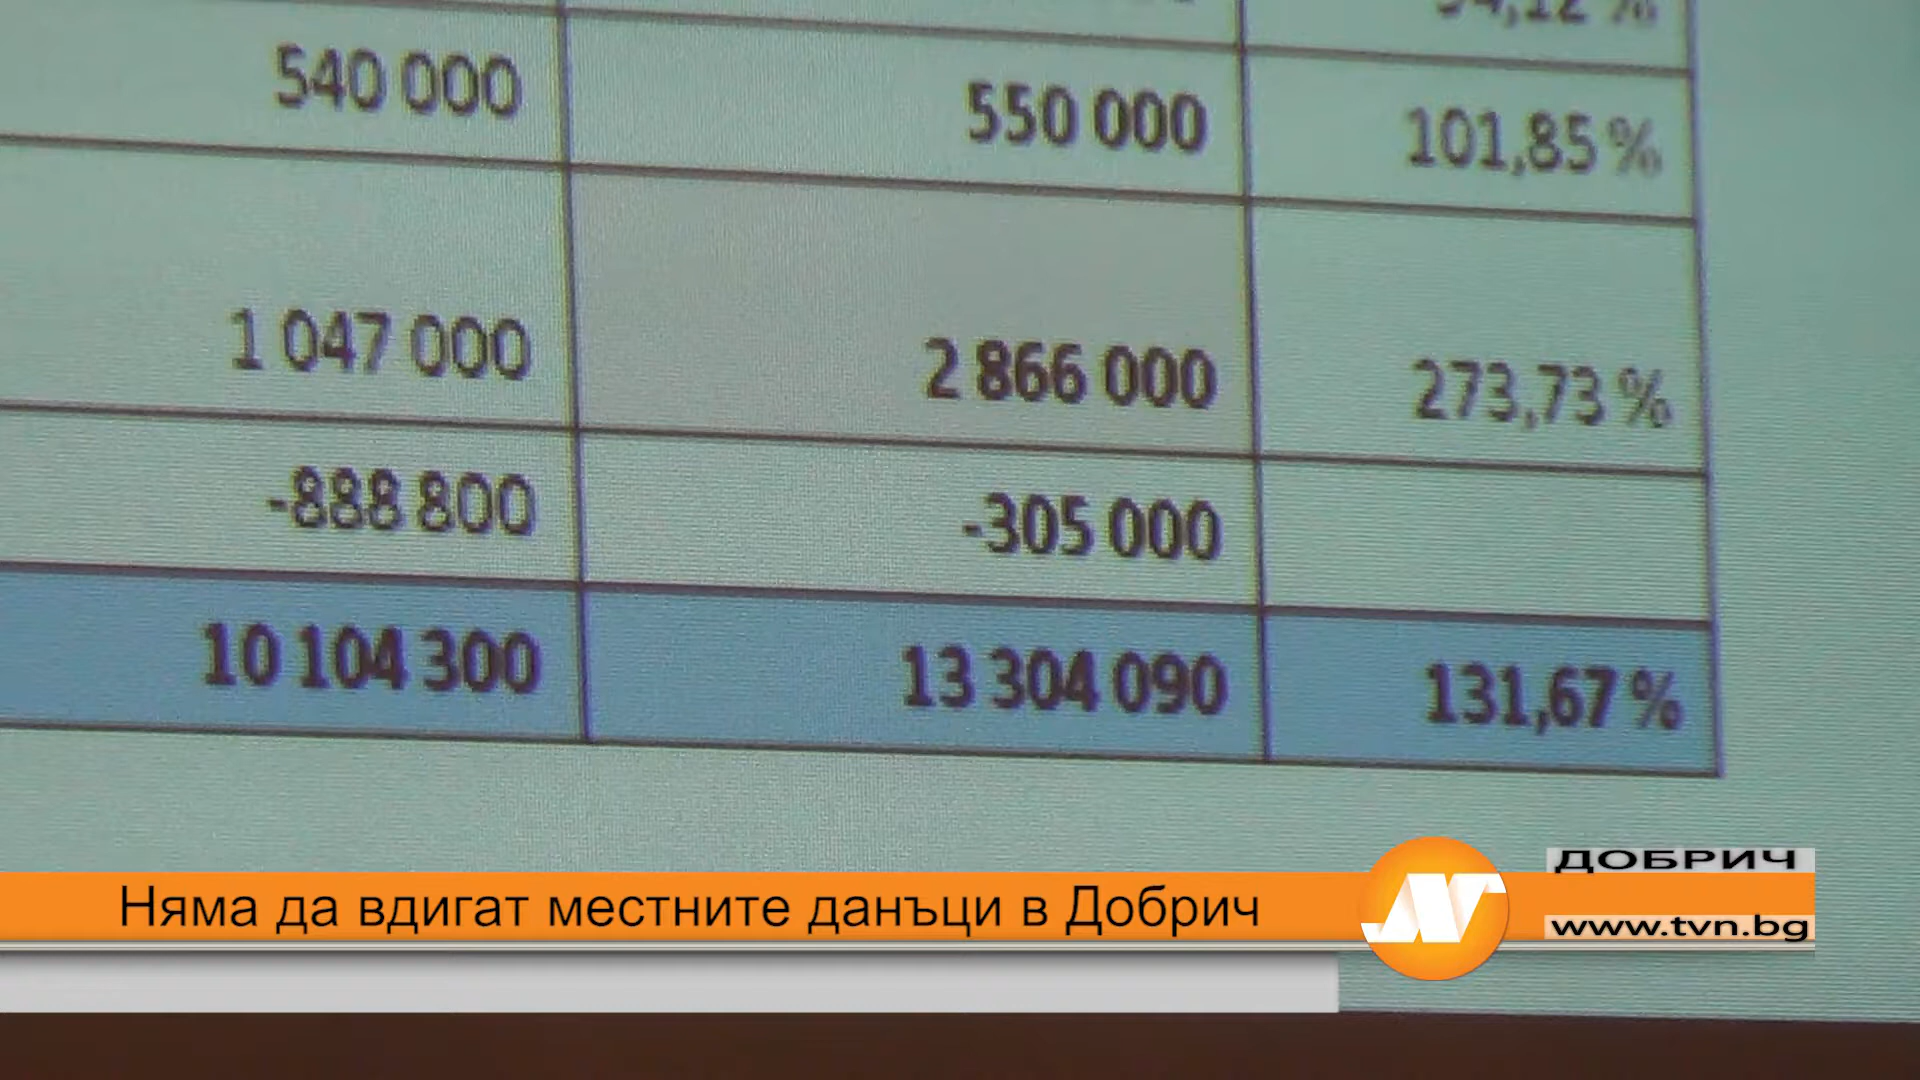 540 000 550 000 101,85 %
1 047 000 2 866 000 273,73 %
-888 800 -305 000
10 104 300 13 304 090 131,67 %
ДОБРИЧ
Няма да вдигат местните данъци в Добрич
www.tvn.bg